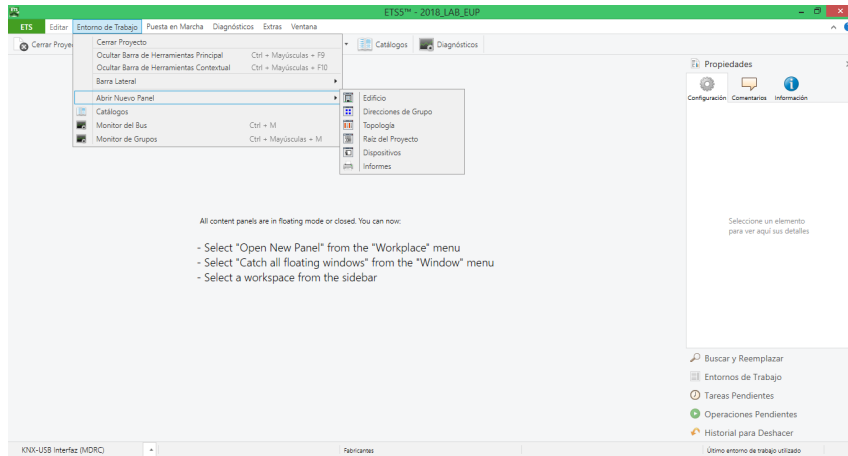 ETS5™ - 2018_LAB_EUP
ETS Editar Entorno de Trabajo Puesta en Marcha Diagnósticos Extras Ventana
Cerrar Proye Catálogos Diagnósticos
Cerrar Proyecto
Ocultar Barra de Herramientas Principal Ctrl + Mayúsculas + F9
Ocultar Barra de Herramientas Contextual Ctrl + Mayúsculas + F10
Barra Lateral
Abrir Nuevo Panel
Catálogos
Monitor del Bus Ctrl + M
Monitor de Grupos Ctrl + Mayúsculas + M
Edificio
Direcciones de Grupo
Topología
Raíz del Proyecto
Dispositivos
Informes
All content panels are in floating mode or closed. You can now:
- Select "Open New Panel" from the "Workplace" menu
- Select "Catch all floating windows" from the "Window" menu
- Select a workspace from the sidebar
Propiedades
Configuración Comentarios Información
Seleccione un elemento
para ver aquí sus detalles
Buscar y Reemplazar
Entornos de Trabajo
Tareas Pendientes
Operaciones Pendientes
Historial para Deshacer
KNX-USB Interfaz (MDRC) Fabricantes Último entorno de trabajo utilizado